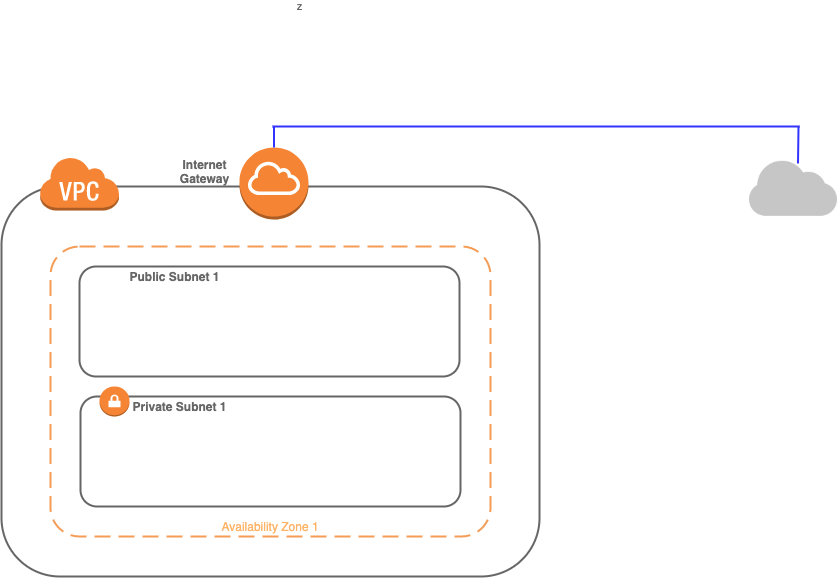 z
Internet
Gateway
VPC
Public Subnet 1
Private Subnet 1
Availability Zone 1